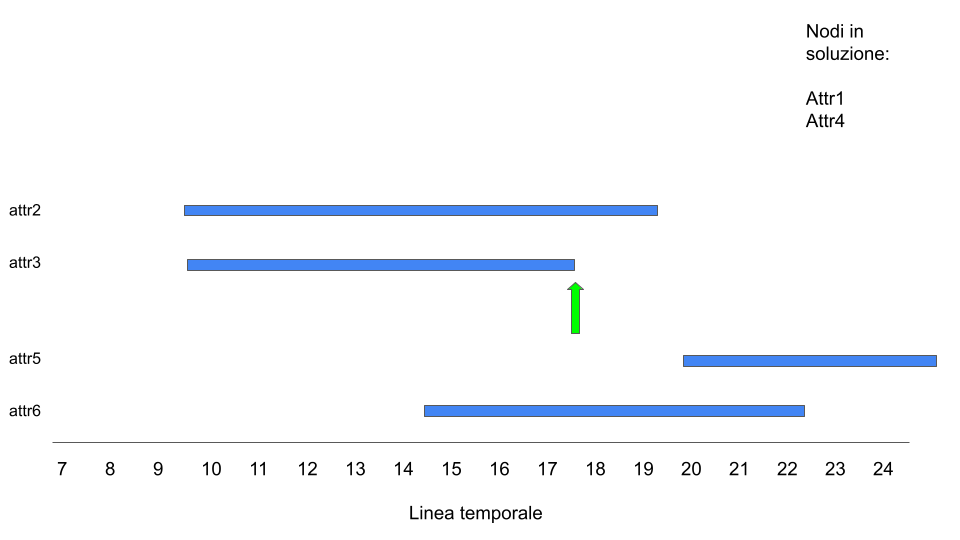 Nodi in
soluzione:
Attr1
Attr4
attr2
attr3
attr5
attr6
7 8 9 10 11 12 13 14 15 16 17 18 19 20 21 22 23 24
Linea temporale